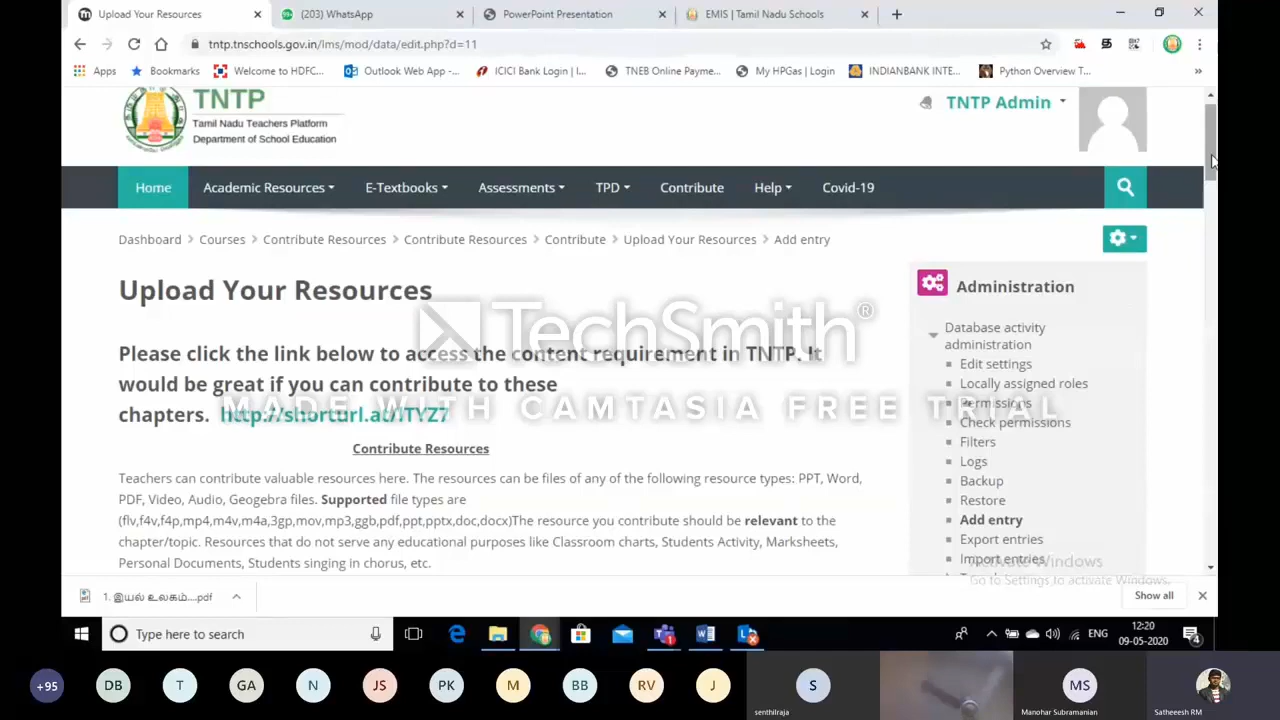 Upload Your Resources
(203) WhatsApp
PowerPoint Presentation
EMIS | Tamil Nadu Schools
tntp.tnschools.gov.in/lms/mod/data/edit.php?d=11
Apps
Bookmarks
Welcome to HDFC...
Outlook Web App -...
ICICI Bank Login | I...
TNEB Online Payme...
My HPGas | Login
INDIANBANK INTE...
Python Overview T...
»
TNTP
Tamil Nadu Teachers Platform
Department of School Education
TNTP Admin
Home
Academic Resources
E-Textbooks
Assessments
TPD
Contribute
Help
Covid-19
Dashboard > Courses > Contribute Resources > Contribute Resources > Contribute > Upload Your Resources > Add entry
Upload Your Resources
TechSmith®
Please click the link below to access the content requirement in TNTP. It
would be great if you can contribute to these
chapters.
MADE WITH CAMTASIA FREE TRIAL
Contribute Resources
Teachers can contribute valuable resources here. The resources can be files of any of the following resource types: PPT, Word,
PDF, Video, Audio, Geogebra files. Supported file types are
(flv,f4v,f4p,mp4,m4v,m4a,3gp,mov,mp3,ggb,pdf,ppt,pptx,doc,docx)The resource you contribute should be relevant to the
chapter/topic. Resources that do not serve any educational purposes like Classroom charts, Students Activity, Marksheets,
Personal Documents, Students singing in chorus, etc.
Administration
Database activity
administration
Edit settings
Locally assigned roles
Permissions
Check permissions
Filters
Logs
Backup
Restore
Add entry
Export entries
Import entries
Activate Windows
Go to Settings to activate Windows.
1. இயல் உலகம்....pdf
Show all
Type here to search
ENG
12:20
09-05-2020
4
+95
DB
T
GA
N
JS
PK
M
BB
RV
J
S
senthilraja
MS
Manohar Subramanian
Satheeesh RM